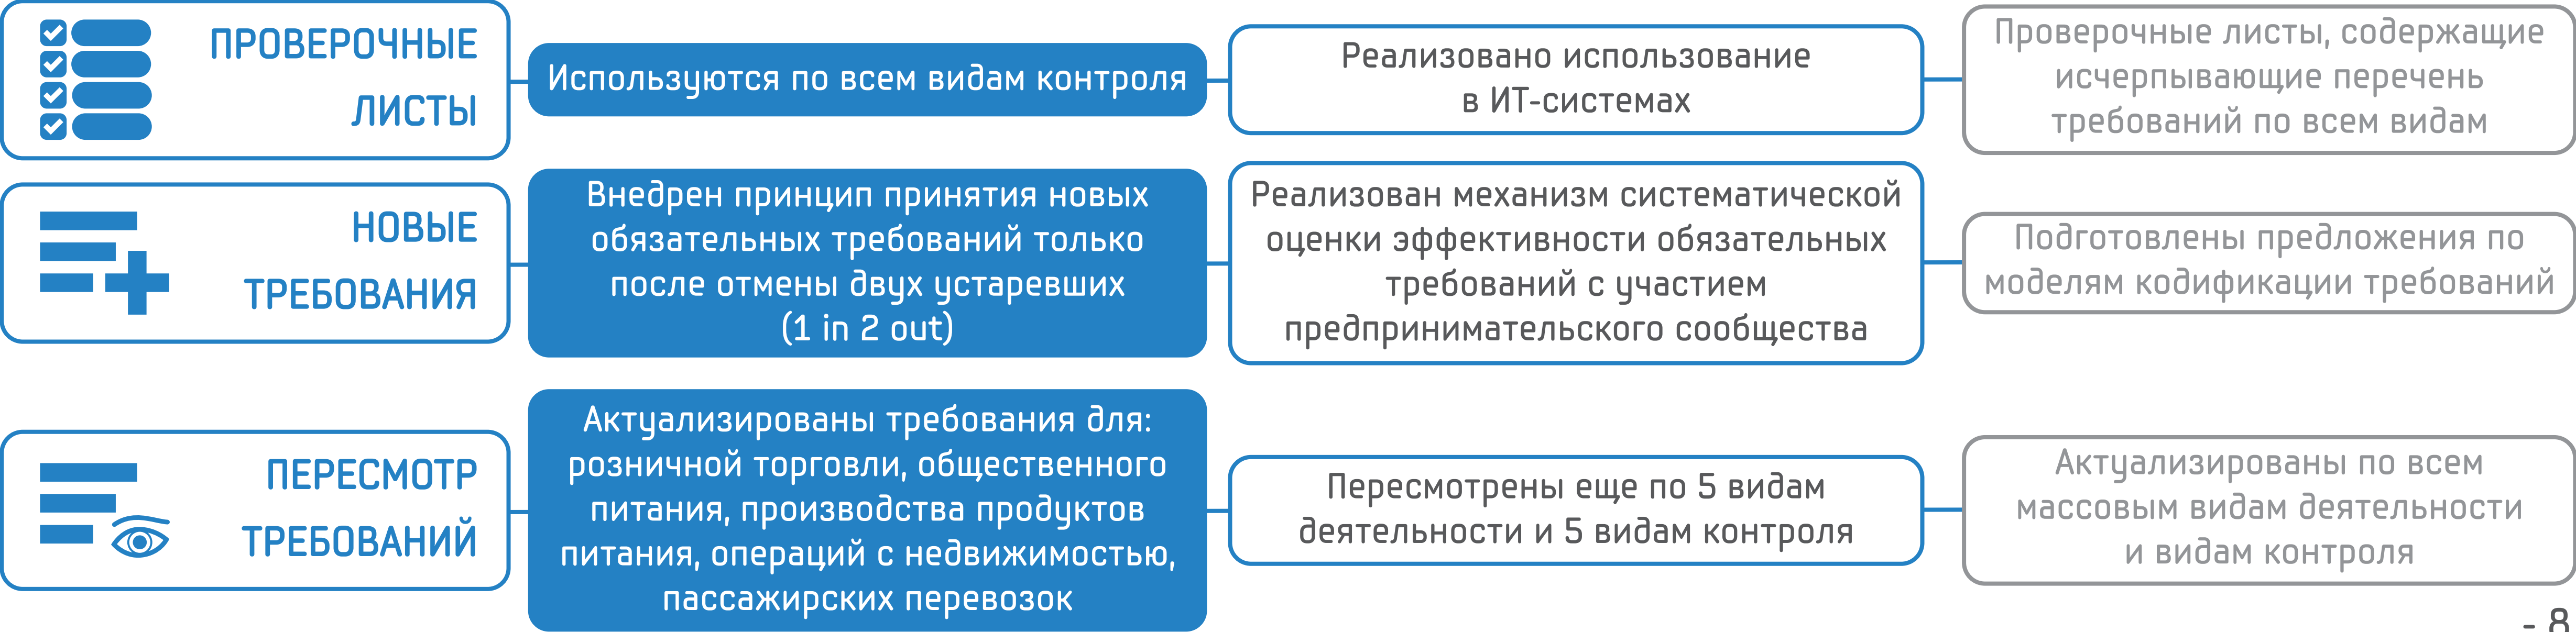 ПРОВЕРОЧНЫЕ
ЛИСТЫ
Используются по всем видам контроля
Реализовано использование
в ИТ-системах
Проверочные листы, содержащие
исчерпывающие перечень
требований по всем видам
НОВЫЕ
ТРЕБОВАНИЯ
Внедрен принцип принятия новых
обязательных требований только
после отмены двух устаревших
(1 in 2 out)
Реализован механизм систематической
оценки эффективности обязательных
требований с участием
предпринимательского сообщества
Подготовлены предложения по
моделям кодификации требований
ПЕРЕСМОТР
ТРЕБОВАНИЙ
Актуализированы требования для:
розничной торговли, общественного
питания, производства продуктов
питания, операций с недвижимостью,
пассажирских перевозок
Пересмотрены еще по 5 видам
деятельности и 5 видам контроля
Актуализированы по всем
массовым видам деятельности
и видам контроля
- 8